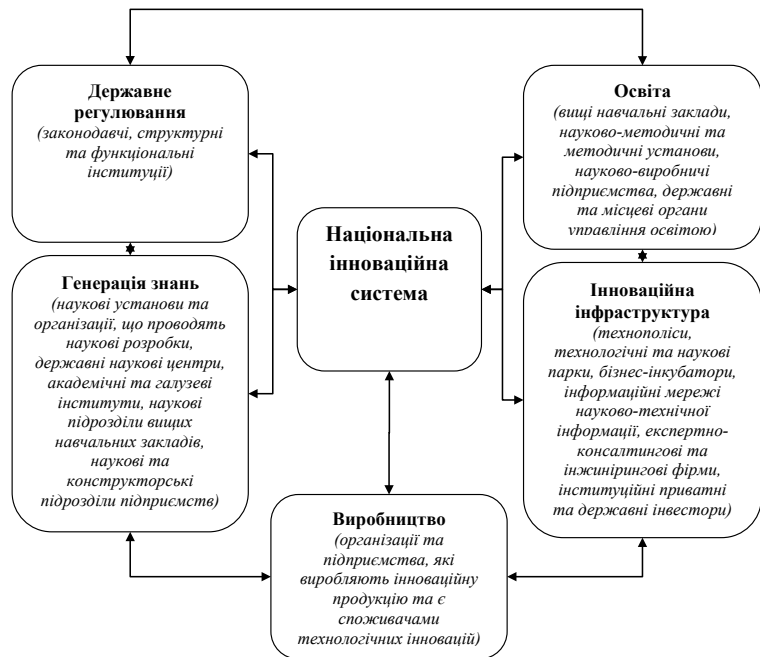 Державне
регулювання
(законодавчі, структурні
та функціональні
інституції)
Освіта
(вищі навчальні заклади,
науково-методичні та
методичні установи,
науково-виробничі
підприємства, державні
та місцеві органи
управління освітою)
Національна
інноваційна
система
Генерація знань
(наукові установи та
організації, що проводять
наукові розробки,
державні наукові центри,
академічні та галузеві
інститути, наукові
підрозділи вищих
навчальних закладів,
наукові та
конструкторські
підрозділи підприємств)
Інноваційна
інфраструктура
(технополіси,
технологічні та наукові
парки, бізнес-інкубатори,
інформаційні мережі
науково-технічної
інформації, експертно-
консалтингові та
інжинірингові фірми,
інституційні приватні
та державні інвестори)
Виробництво
(організації та
підприємства, які
виробляють інноваційну
продукцію та є
споживачами
технологічних інновацій)